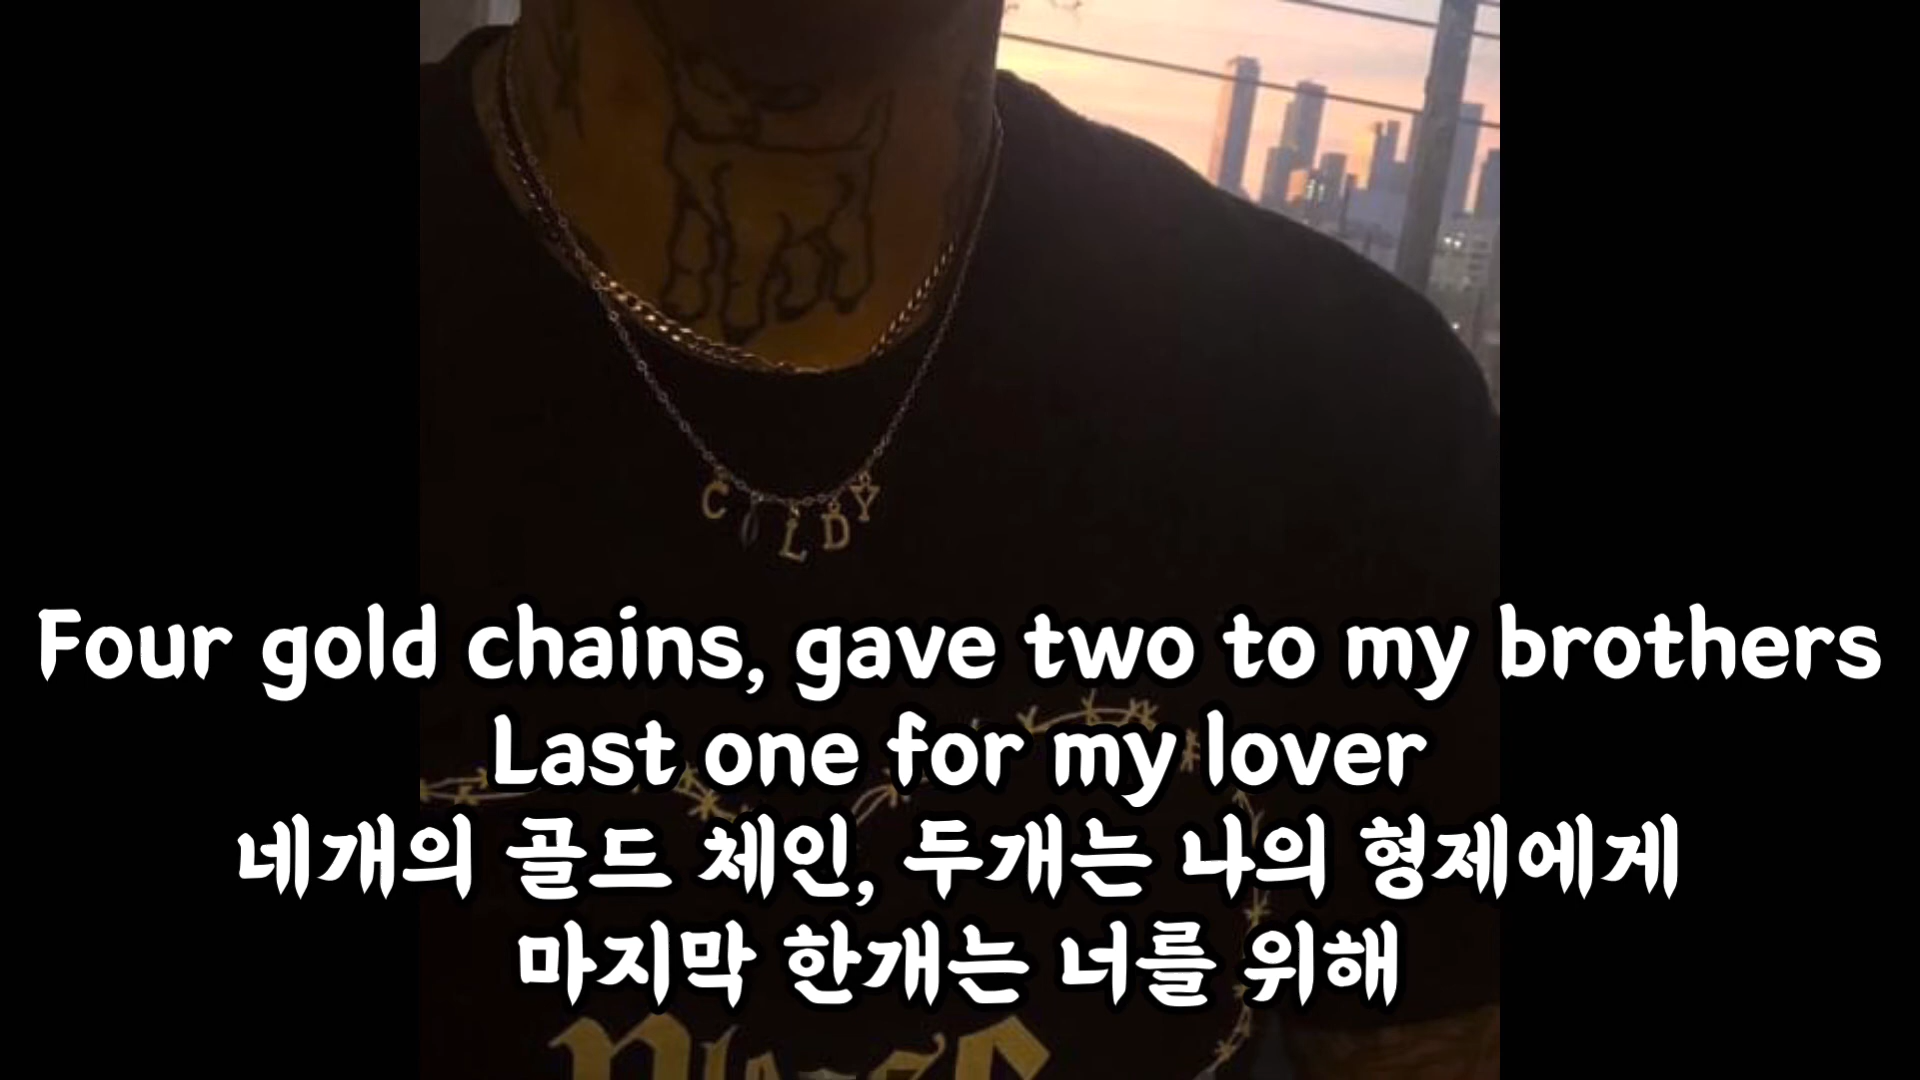 COLDY
Four gold chains, gave two to my brothers
Last one for my lover
네개의 골드 체인, 두개는 나의 형제에게
마지막 한개는 너를 위해